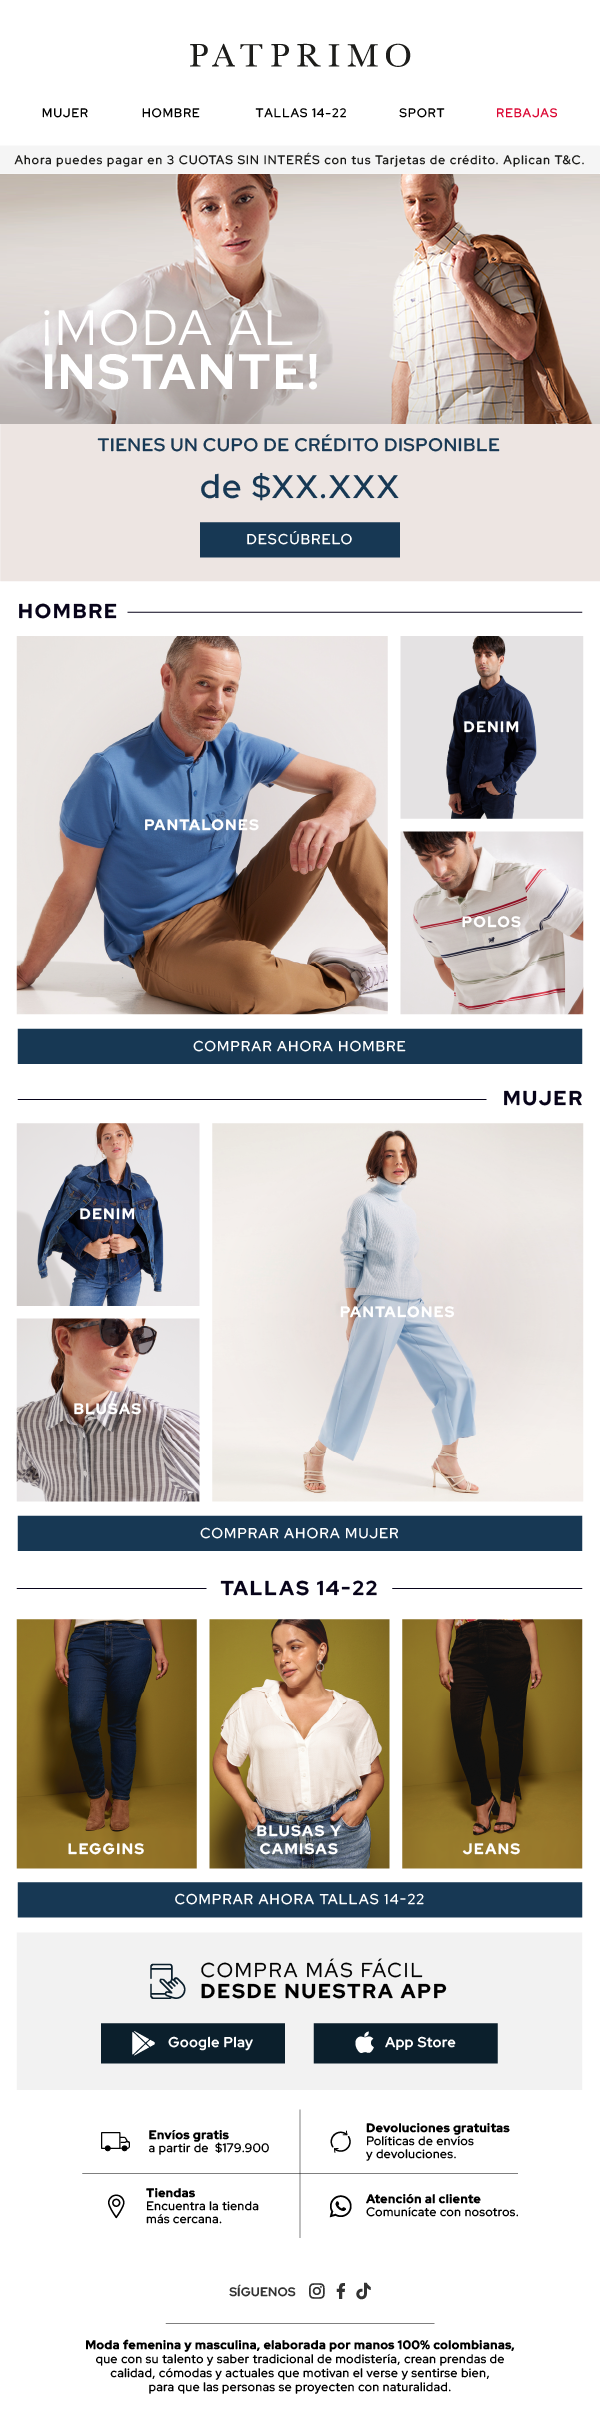 PATPRIMO
MUJER HOMBRE TALLAS 14-22 SPORT REBAJAS
Ahora puedes pagar en 3 CUOTAS SIN INTERÉS con tus Tarjetas de crédito. Aplican T&C.
¡MODA AL
INSTANTE!
TIENES UN CUPO DE CRÉDITO DISPONIBLE
de $XX.XXX
DESCÚBRELO
HOMBRE
PANTALONES
DENIM
POLOS
COMPRAR AHORA HOMBRE
MUJER
DENIM
BLUSAS
PANTALONES
COMPRAR AHORA MUJER
TALLAS 14-22
LEGGINS
BLUSAS Y
CAMISAS
JEANS
COMPRAR AHORA TALLAS 14-22
COMPRA MÁS FÁCIL
DESDE NUESTRA APP
Google Play
App Store
Envíos gratis
a partir de $179.900
Devoluciones gratuitas
Políticas de envíos
y devoluciones.
Tiendas
Encuentra la tienda
más cercana.
Atención al cliente
Comunícate con nosotros.
SÍGUENOS
Moda femenina y masculina, elaborada por manos 100% colombianas,
que con su talento y saber tradicional de modistería, crean prendas de
calidad, cómodas y actuales que motivan el verse y sentirse bien,
para que las personas se proyecten con naturalidad.